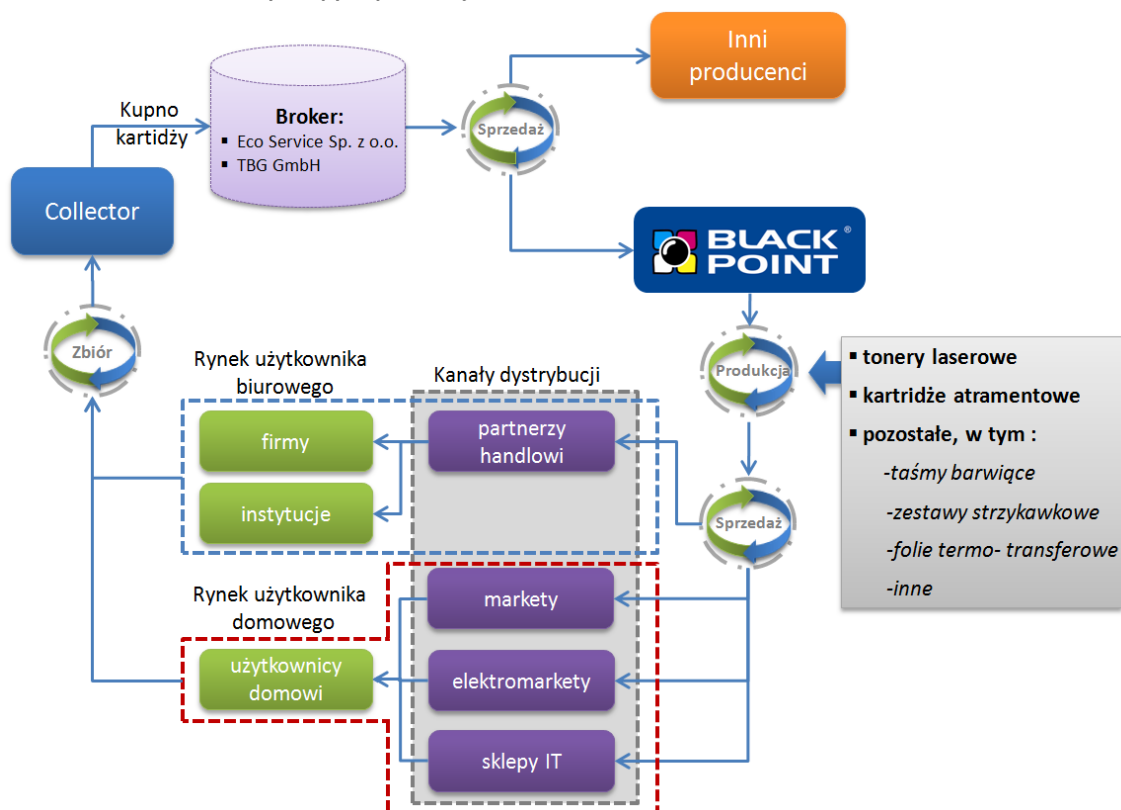 Inni
producenci
Kupno
kartidży
Broker:
▪ Eco Service Sp. z o.o.
▪ TBG GmbH
Sprzedaż
Collector
BLACK ®
POINT
Zbiór
Produkcja
▪ tonery laserowe
▪ kartridże atramentowe
▪ pozostałe, w tym :
-taśmy barwiące
-zestawy strzykawkowe
-folie termo- transferowe
-inne
Rynek użytkownika
biurowego
Kanały dystrybucji
firmy
partnerzy
handlowi
instytucje
Sprzedaż
Rynek użytkownika
domowego
markety
użytkownicy
domowi
elektromarkety
sklepy IT